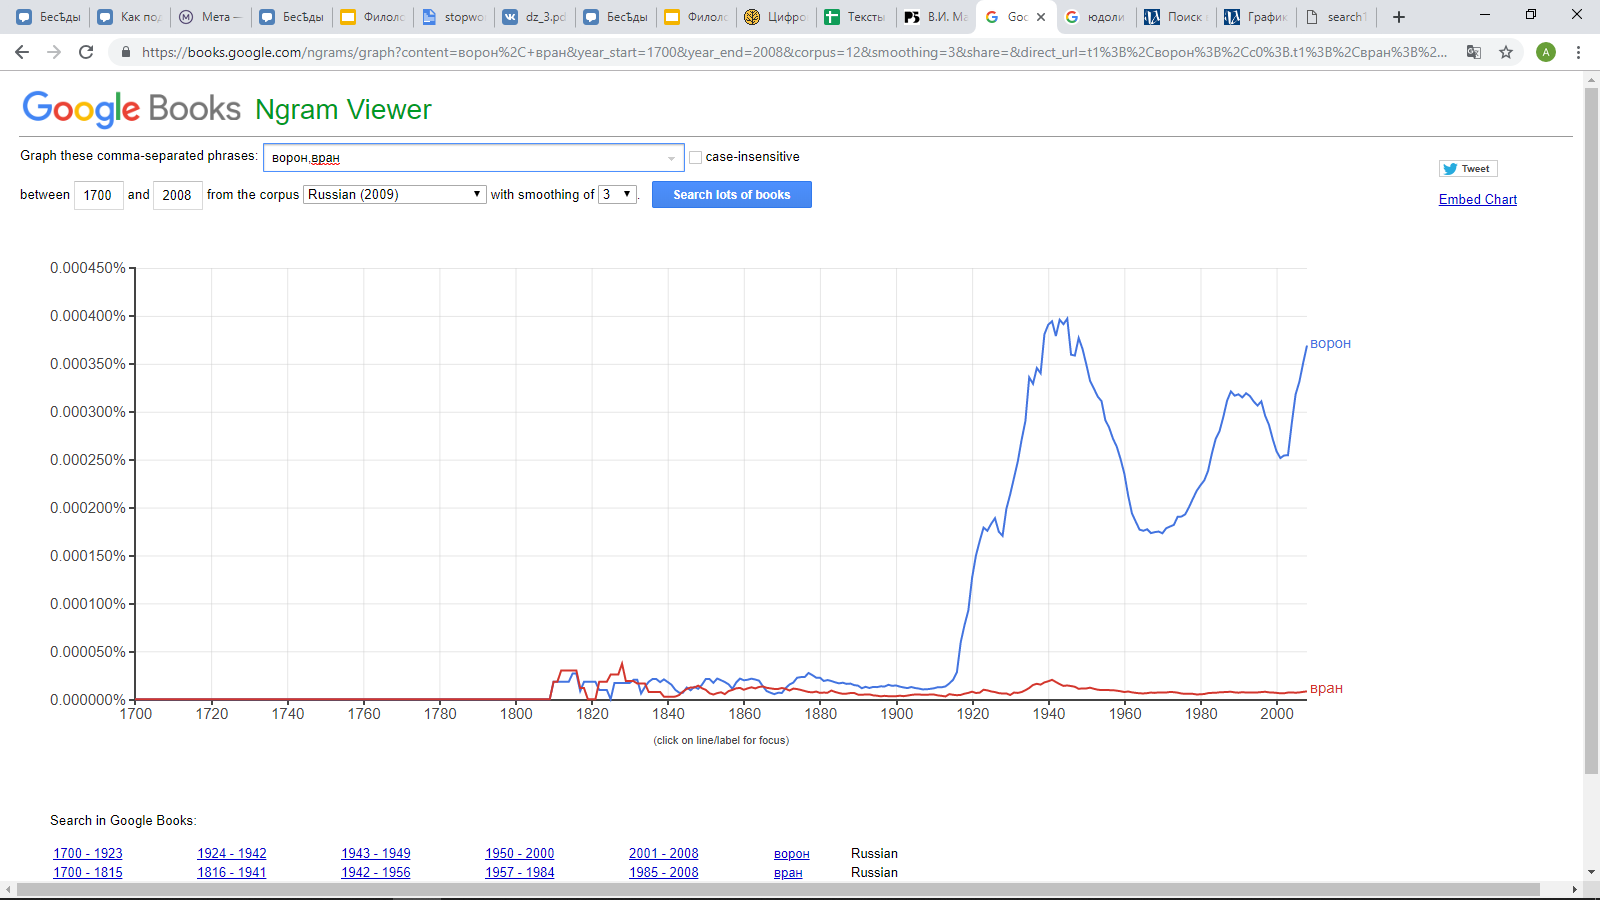 Бесѣды Как под Мета — Бесѣды Филоло stopwo dz_3.pd Бесѣды Филоло Цифро Тексты В.И. Ма Goo юдоли Поиск График search1
https://books.google.com/ngrams/graph?content=ворон%2C+вран&year_start=1700&year_end=2008&corpus=12&smoothing=3&share=&direct_url=t1%3B%2Cворон%3B%2Cc0%3B.t1%3B%2Cвран%3B%2...
A
Google Books Ngram Viewer
Graph these comma-separated phrases: ворон,вран case-insensitive
Tweet
between 1700 and 2008 from the corpus Russian (2009) with smoothing of 3 . Search lots of books
Embed Chart
0.000450%
0.000400%
0.000350%
0.000300%
0.000250%
0.000200%
0.000150%
0.000100%
0.000050%
0.000000%
ворон
вран
1700 1720 1740 1760 1780 1800 1820 1840 1860 1880 1900 1920 1940 1960 1980 2000
(click on line/label for focus)
Search in Google Books:
1700 - 1923 1924 - 1942 1943 - 1949 1950 - 2000 2001 - 2008 ворон Russian
1700 - 1815 1816 - 1941 1942 - 1956 1957 - 1984 1985 - 2008 вран Russian